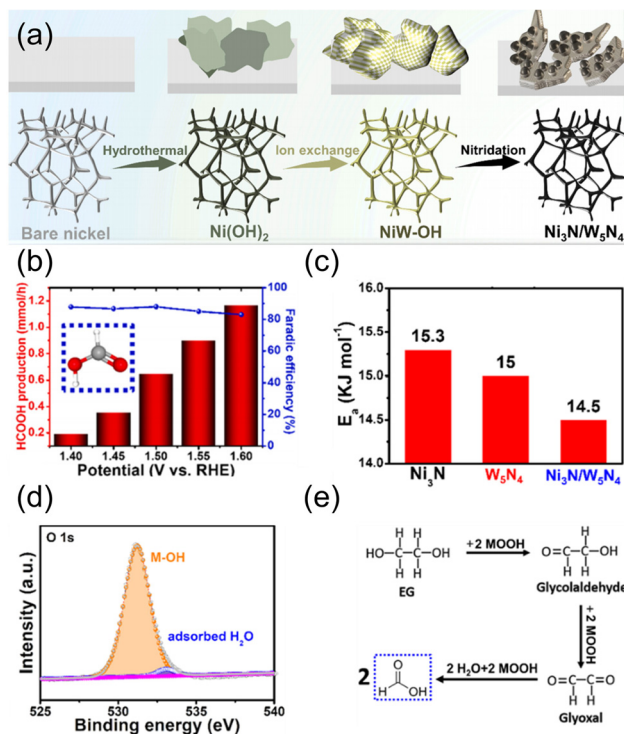 (a)
Hydrothermal
Ion exchange
Nitridation
Bare nickel
Ni(OH)₂
NiW-OH
Ni₃N/W₅N₄
(b)
HCOOH production (mmol/h)
1.2
1.0
0.8
0.6
0.4
0.2
100
80
60
40
20
0
Faradic efficiency (%)
1.40 1.45 1.50 1.55 1.60
Potential (V vs. RHE)
(c)
Eₐ (KJ mol⁻¹)
16.0
15.5
15.0
14.5
14.0
15.3
15
14.5
Ni₃N W₅N₄ Ni₃N/W₅N₄
(d)
O 1s
M-OH
adsorbed H₂O
Intensity (a.u.)
525 530 535 540
Binding energy (eV)
(e)
H H
HO-C-C-OH
H H
EG
+2 MOOH
H
O=C-C-OH
H H
Glycolaldehyde
+2 MOOH
O=C-C=O
H H
Glyoxal
2 H₂O+2 MOOH
2
O
H OH